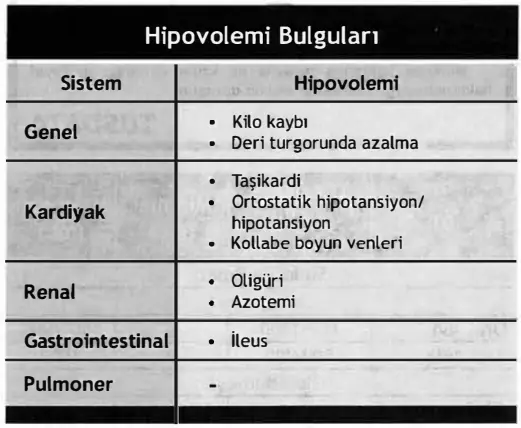 Hipovolemi Bulguları
Sistem Hipovolemi
Genel
• Kilo kaybı
• Deri turgorunda azalma
Kardiyak
• Taşikardi
• Ortostatik hipotansiyon/
hipotansiyon
• Kollabe boyun venleri
Renal
• Oligüri
• Azotemi
Gastrointestinal • İleus
Pulmoner -